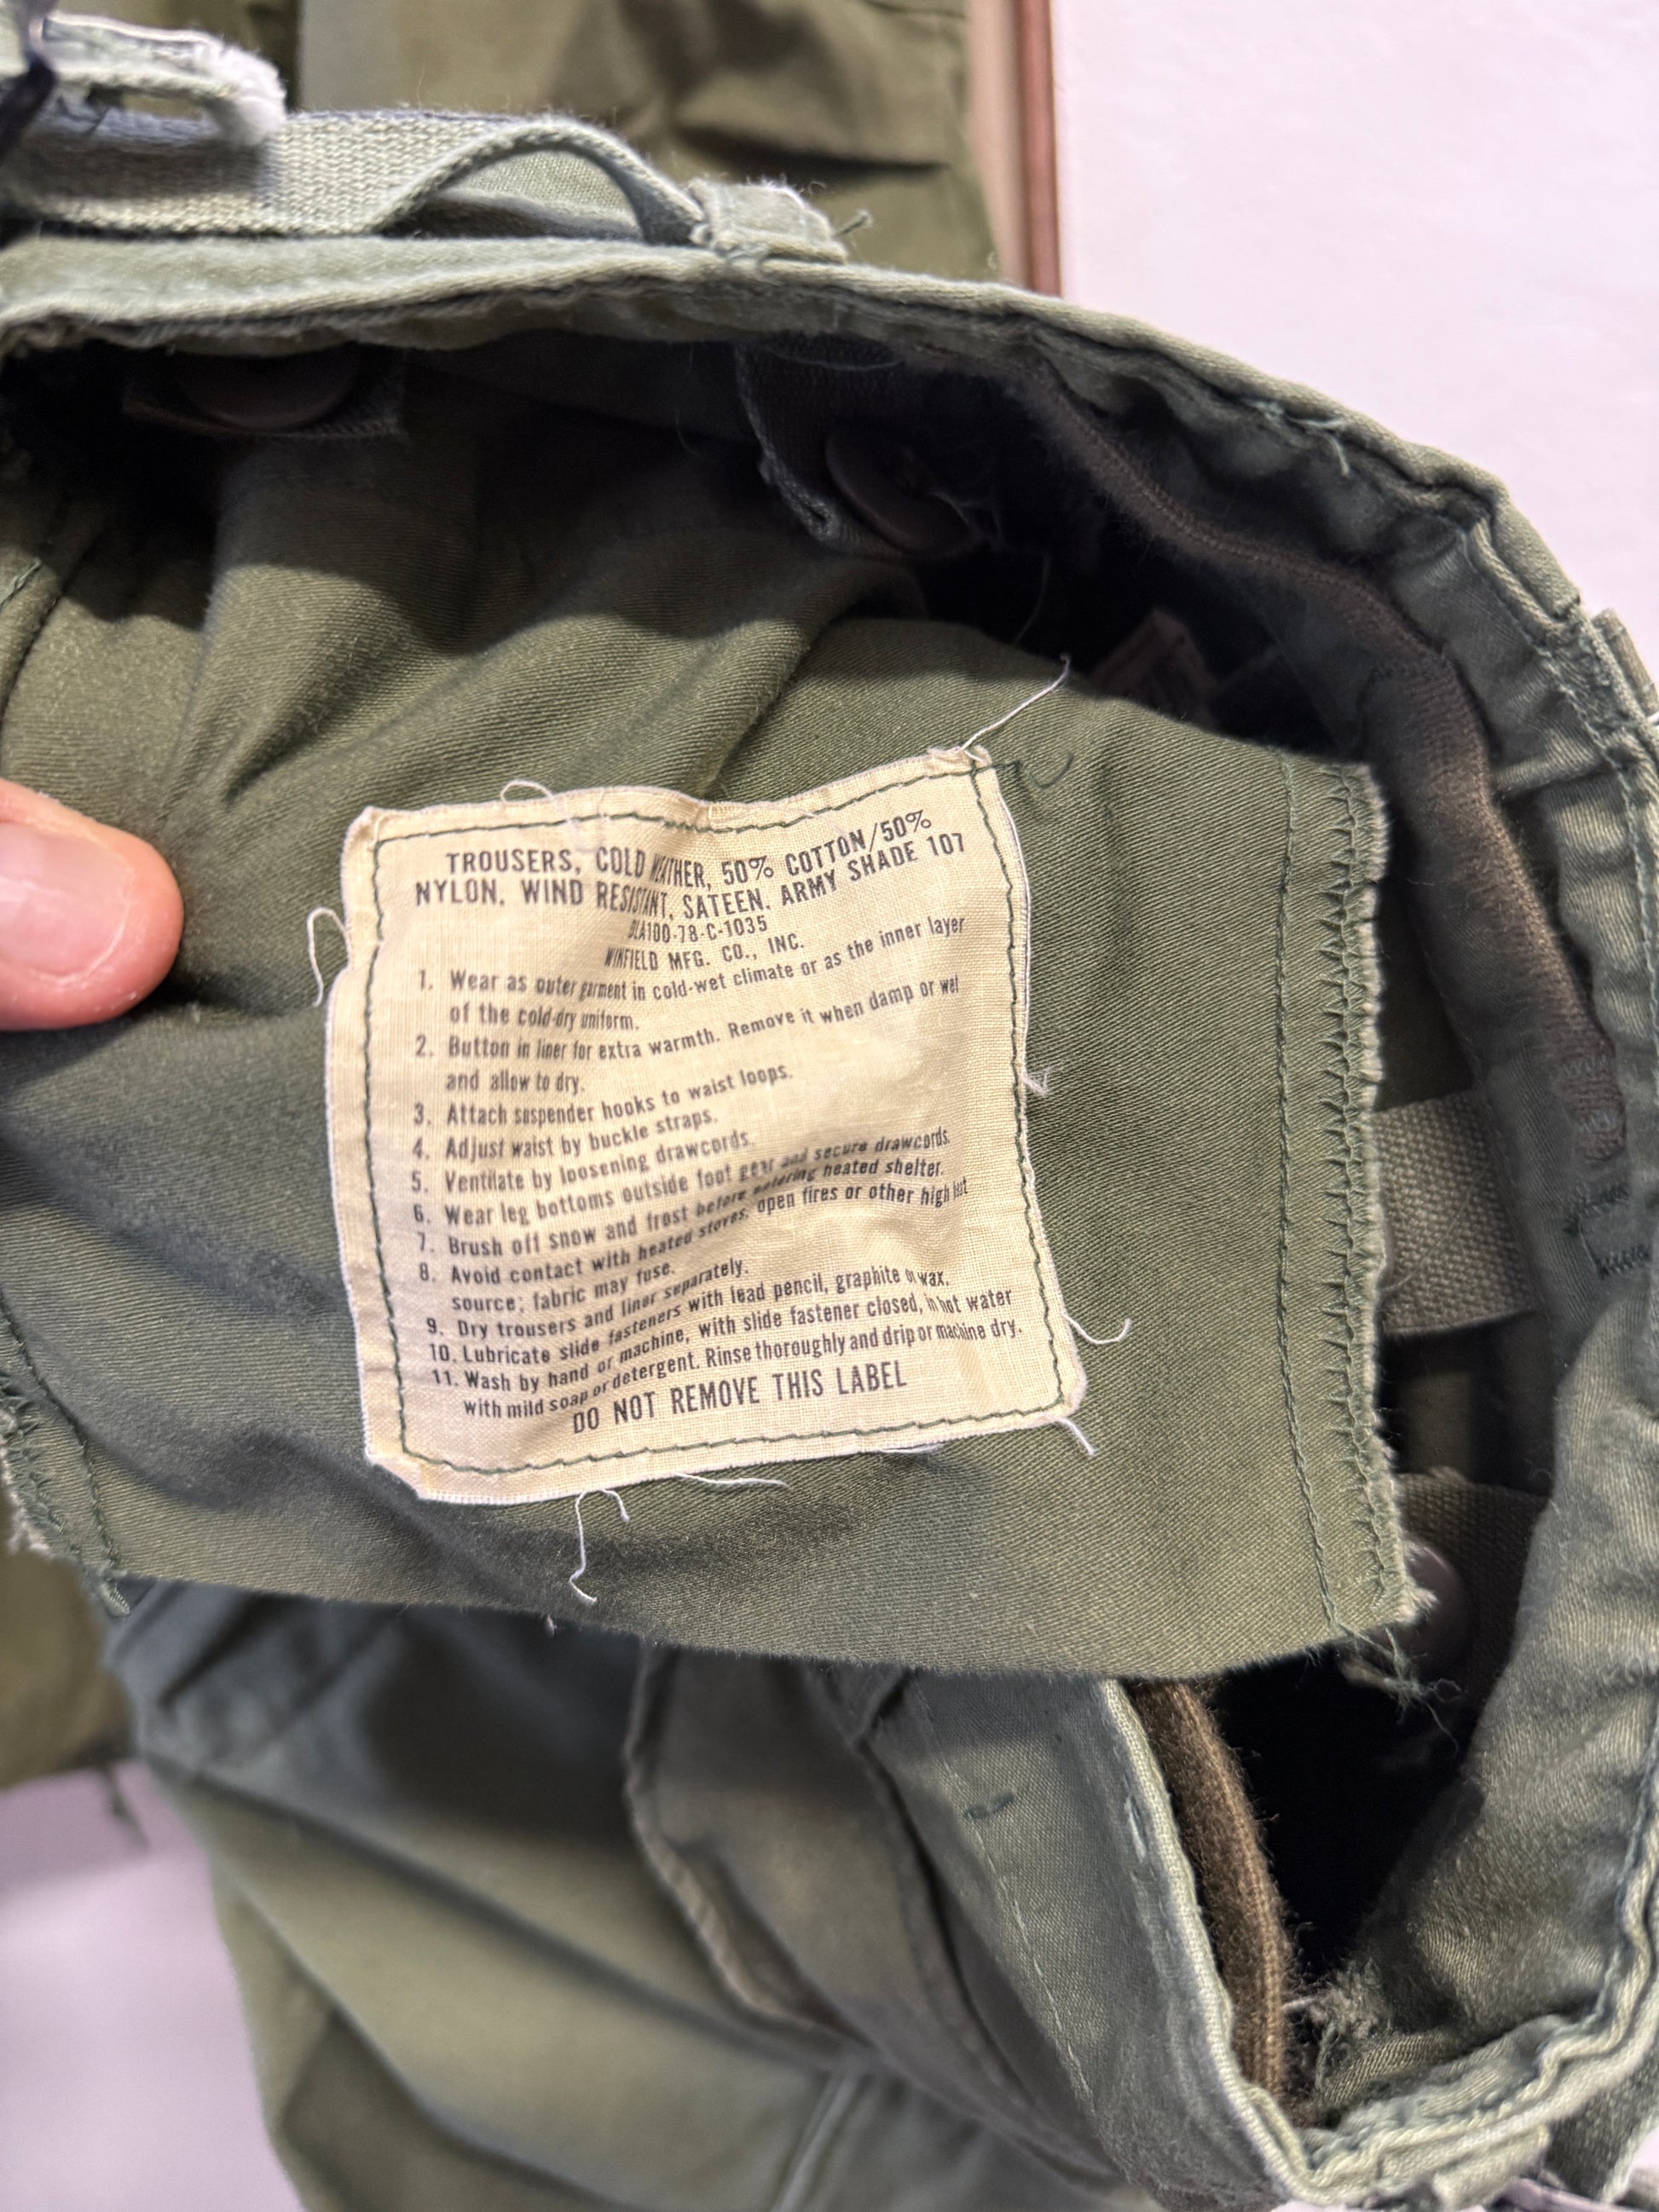 TROUSERS, COLD WEATHER, 50% COTTON/50%
NYLON, WIND RESISTANT, SATEEN. ARMY SHADE 107
DLA100-78-C-1035
WINFIELD MFG. CO., INC.
1. Wear as outer garment in cold-wet climate or as the inner layer
of the cold-dry uniform.
2. Button in liner for extra warmth. Remove it when damp or wet
and allow to dry.
3. Attach suspender hooks to waist loops.
4. Adjust waist by buckle straps.
5. Ventilate by loosening drawcords.
6. Wear leg bottoms outside foot gear and secure drawcords.
7. Brush off snow and frost before entering heated shelter.
8. Avoid contact with heated stoves, open fires or other high heat
source; fabric may fuse.
9. Dry trousers and liner separately.
10. Lubricate slide fasteners with lead pencil, graphite or wax.
11. Wash by hand or machine, with slide fastener closed, in hot water
with mild soap or detergent. Rinse thoroughly and drip or machine dry.
DO NOT REMOVE THIS LABEL